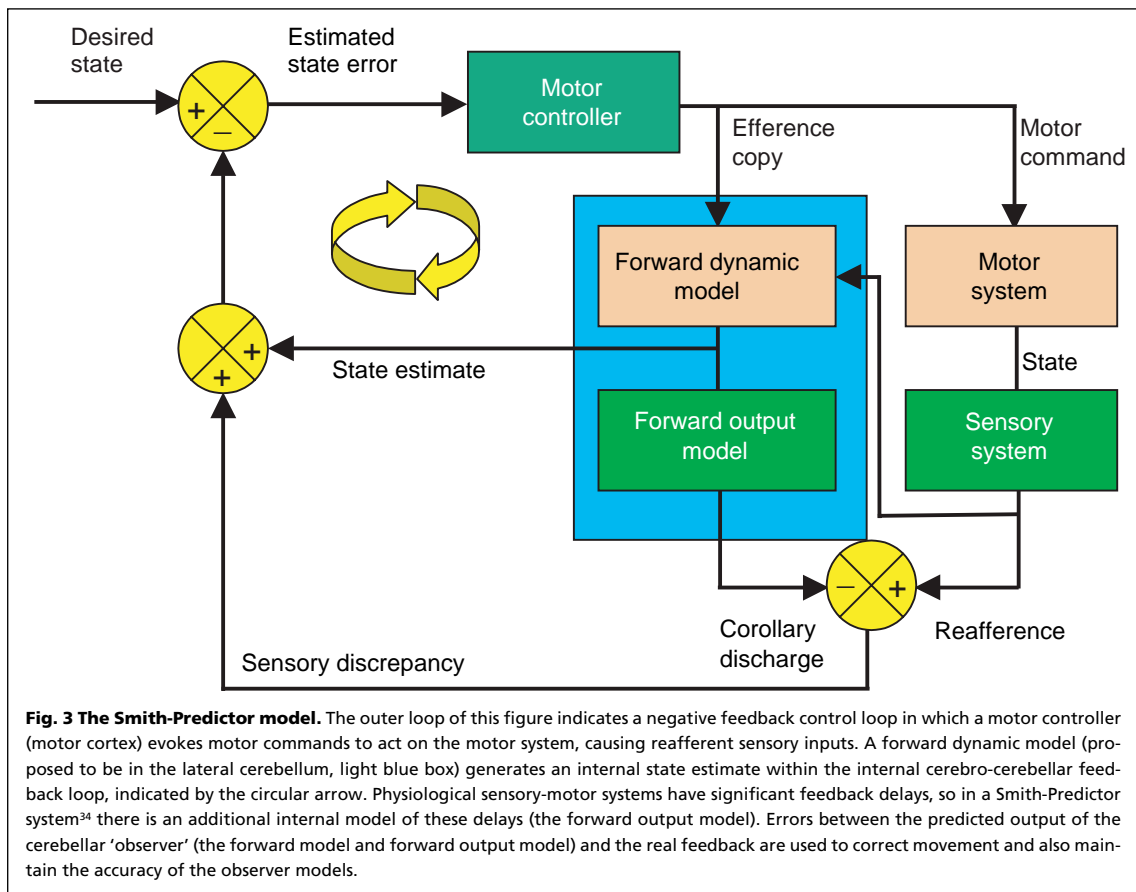 Desired
state
Estimated
state error
+
−
Motor
controller
Efference
copy
Motor
command
Forward dynamic
model
Motor
system
+
+
State estimate
State
Forward output
model
Sensory
system
−
+
Corollary
discharge
Reafference
Sensory discrepancy
Fig. 3 The Smith-Predictor model. The outer loop of this figure indicates a negative feedback control loop in which a motor controller
(motor cortex) evokes motor commands to act on the motor system, causing reafferent sensory inputs. A forward dynamic model (pro-
posed to be in the lateral cerebellum, light blue box) generates an internal state estimate within the internal cerebro-cerebellar feed-
back loop, indicated by the circular arrow. Physiological sensory-motor systems have significant feedback delays, so in a Smith-Predictor
system³⁴ there is an additional internal model of these delays (the forward output model). Errors between the predicted output of the
cerebellar ‘observer’ (the forward model and forward output model) and the real feedback are used to correct movement and also main-
tain the accuracy of the observer models.